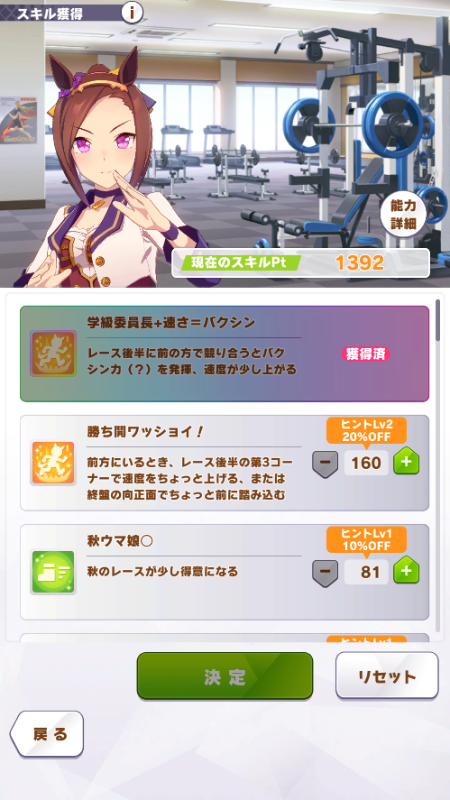 スキル獲得
i
能力
詳細
現在のスキルPt 1392
学級委員長+速さ=バクシン
レース後半に前の方で競り合うとバク
シン力(?)を発揮、速度が少し上がる
獲得済
勝ち鬨ワッショイ!
前方にいるとき、レース後半の第3コー
ナーで速度をちょっと上げる、または
終盤の向正面でちょっと前に踏み込む
ヒントLv2
20%OFF
160
秋ウマ娘○
秋のレースが少し得意になる
ヒントLv1
10%OFF
81
ヒントLv1
決定
リセット
戻る